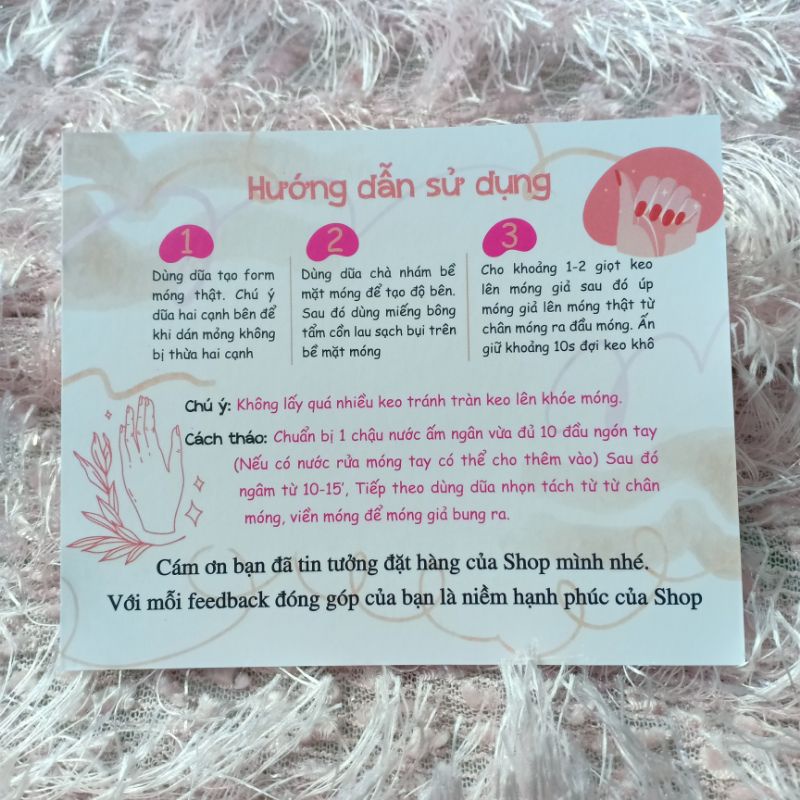 Hướng dẫn sử dụng
1
Dùng dũa tạo form
móng thật. Chú ý
dũa hai cạnh bên để
khi dán móng không
bị thừa hai cạnh
2
Dùng dũa chà nhám bề
mặt móng để tạo độ bên.
Sau đó dùng miếng bông
tẩm cồn lau sạch bụi trên
bề mặt móng
3
Cho khoảng 1-2 giọt keo
lên móng giả sau đó úp
móng giả lên móng thật từ
chân móng ra đầu móng. Ấn
giữ khoảng 10s đợi keo khô
Chú ý: Không lấy quá nhiều keo tránh tràn keo lên khóe móng.
Cách tháo: Chuẩn bị 1 chậu nước ấm ngân vừa đủ 10 đầu ngón tay
(Nếu có nước rửa móng tay có thể cho thêm vào) Sau đó
ngâm từ 10-15', Tiếp theo dùng dũa nhọn tách từ từ chân
móng, viền móng để móng giả bung ra.
Cám ơn bạn đã tin tưởng đặt hàng của Shop mình nhé.
Với mỗi feedback đóng góp của bạn là niềm hạnh phúc của Shop